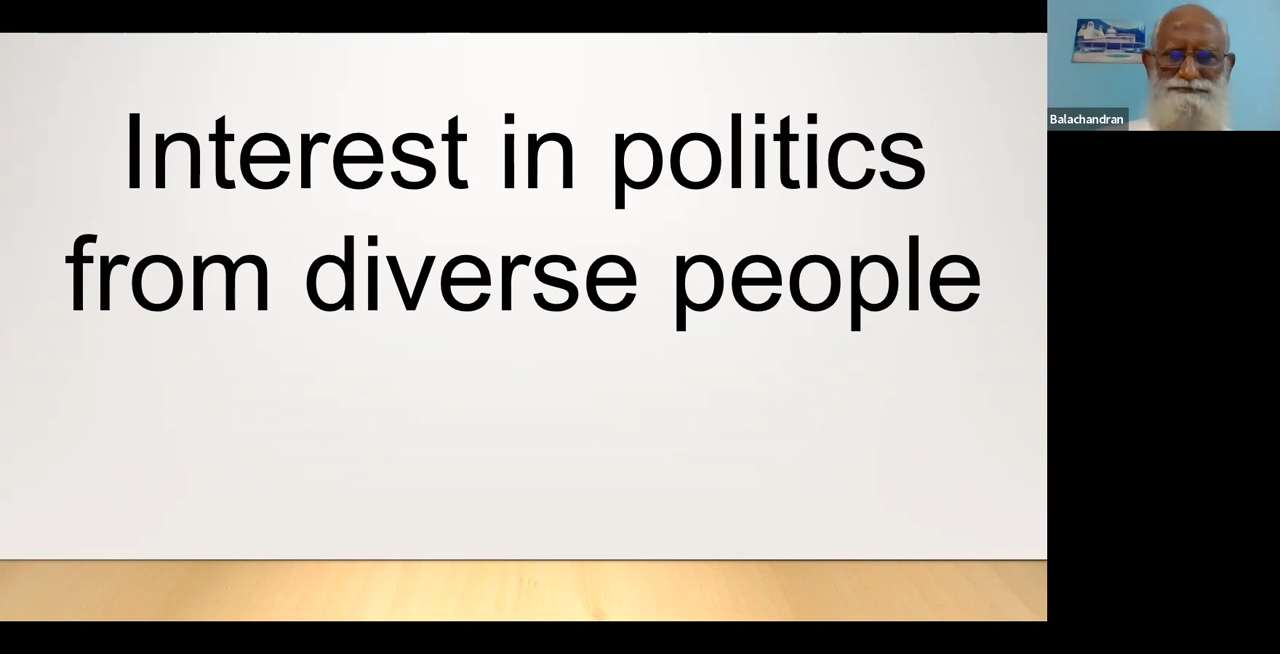 Interest in politics
from diverse people
Balachandran